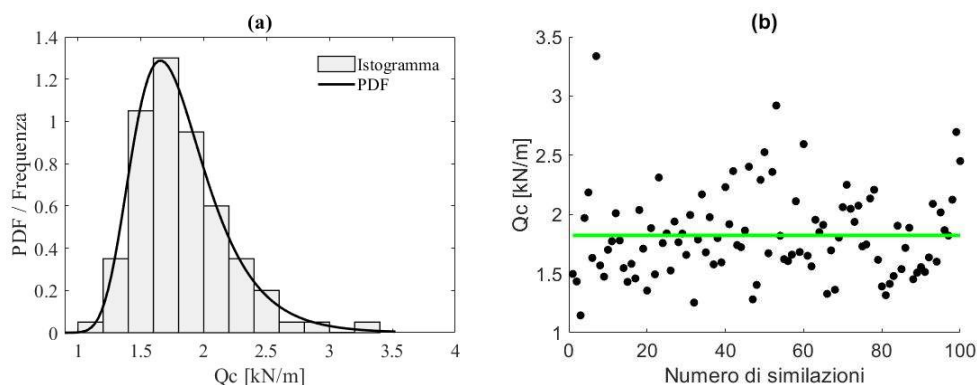 (a)
1.4
1.2
1
0.8
0.6
0.4
0.2
0
PDF / Frequenza
Istogramma
PDF
1 1.5 2 2.5 3 3.5 4
Qc [kN/m]
(b)
3.5
3
2.5
2
1.5
1
Qc [kN/m]
0 20 40 60 80 100
Numero di similazioni